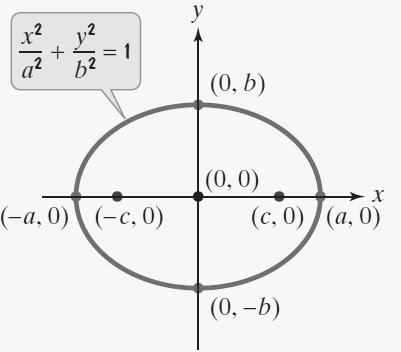 y
x²/a² + y²/b² = 1
(0, b)
(0, 0)
x
(−a, 0) (−c, 0) (c, 0) (a, 0)
(0, −b)